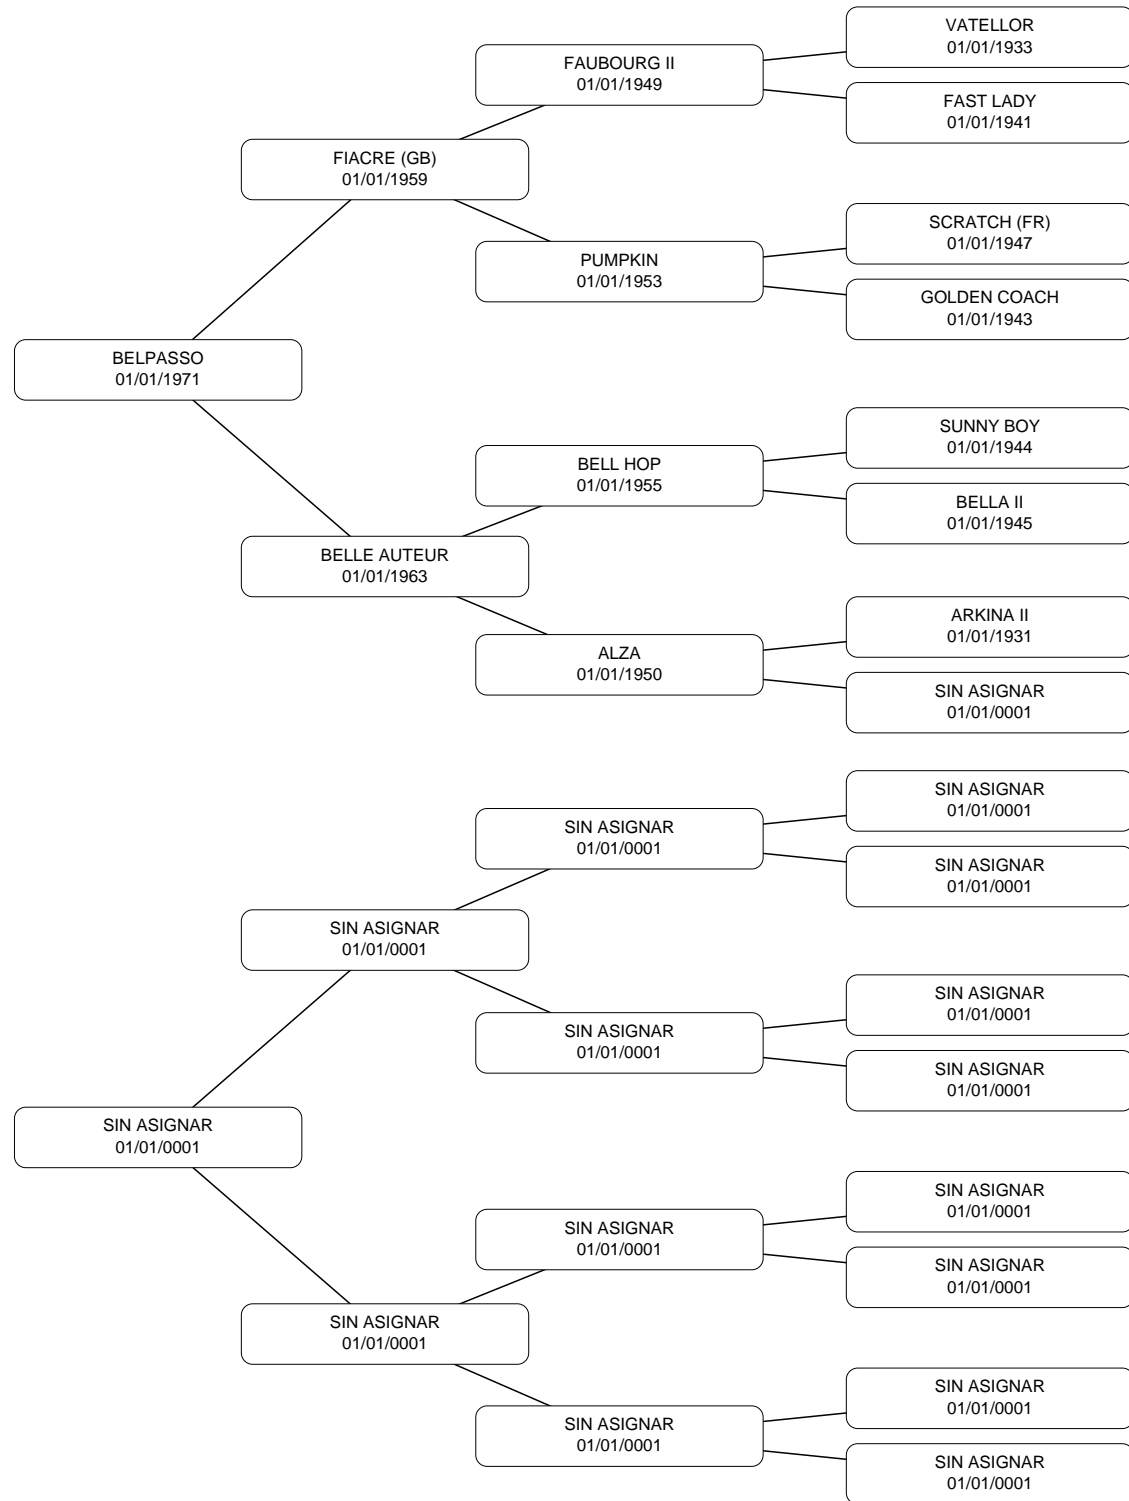 VATELLOR
01/01/1933
FAUBOURG II
01/01/1949
FAST LADY
01/01/1941
FIACRE (GB)
01/01/1959
SCRATCH (FR)
01/01/1947
PUMPKIN
01/01/1953
GOLDEN COACH
01/01/1943
BELPASSO
01/01/1971
SUNNY BOY
01/01/1944
BELL HOP
01/01/1955
BELLA II
01/01/1945
BELLE AUTEUR
01/01/1963
ARKINA II
01/01/1931
ALZA
01/01/1950
SIN ASIGNAR
01/01/0001
SIN ASIGNAR
01/01/0001
SIN ASIGNAR
01/01/0001
SIN ASIGNAR
01/01/0001
SIN ASIGNAR
01/01/0001
SIN ASIGNAR
01/01/0001
SIN ASIGNAR
01/01/0001
SIN ASIGNAR
01/01/0001
SIN ASIGNAR
01/01/0001
SIN ASIGNAR
01/01/0001
SIN ASIGNAR
01/01/0001
SIN ASIGNAR
01/01/0001
SIN ASIGNAR
01/01/0001
SIN ASIGNAR
01/01/0001
SIN ASIGNAR
01/01/0001
SIN ASIGNAR
01/01/0001